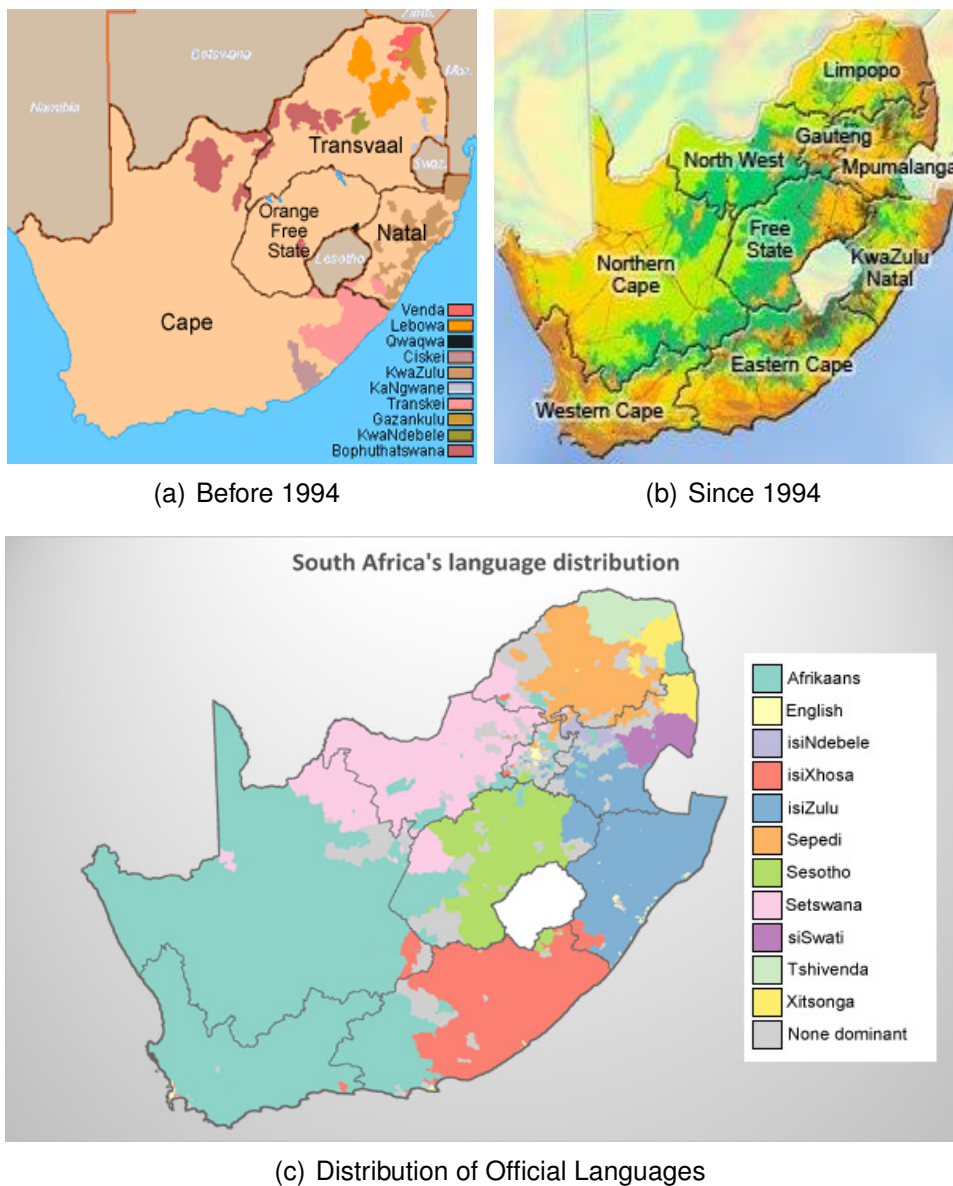 Zimb.
Botswana
Moz.
Namibia
Transvaal
Swaz.
Orange
Free
State
Natal
Lesotho
Cape
Venda
Lebowa
Qwaqwa
Ciskei
KwaZulu
KaNgwane
Transkei
Gazankulu
KwaNdebele
Bophuthatswana
(a) Before 1994
Limpopo
Gauteng
North West
Mpumalanga
Free
State
KwaZulu
Natal
Northern
Cape
Eastern Cape
Western Cape
(b) Since 1994
South Africa's language distribution
Afrikaans
English
isiNdebele
isiXhosa
isiZulu
Sepedi
Sesotho
Setswana
siSwati
Tshivenda
Xitsonga
None dominant
(c) Distribution of Official Languages